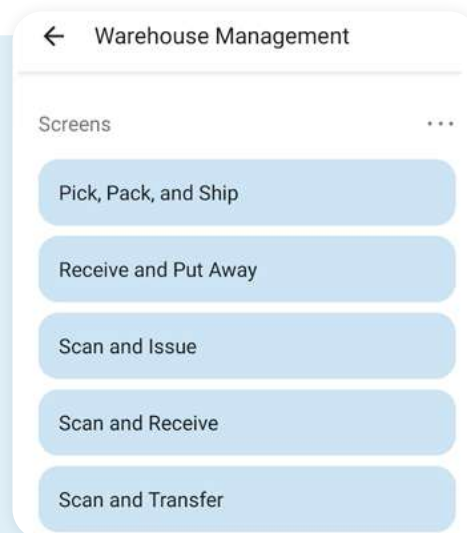 Warehouse Management
Screens
Pick, Pack, and Ship
Receive and Put Away
Scan and Issue
Scan and Receive
Scan and Transfer